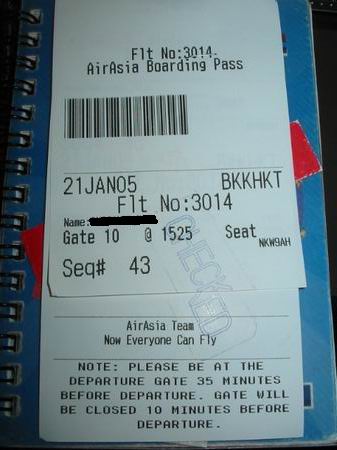 Flt No:3014
AirAsia Boarding Pass
21JAN05 BKKHKT
Flt No:3014
Name:
Gate 10 @ 1525 Seat
NKW9AH
Seq# 43
CHECKED
AirAsia Team
Now Everyone Can Fly
NOTE: PLEASE BE AT THE
DEPARTURE GATE 35 MINUTES
BEFORE DEPARTURE. GATE WILL
BE CLOSED 10 MINUTES BEFORE
DEPARTURE.